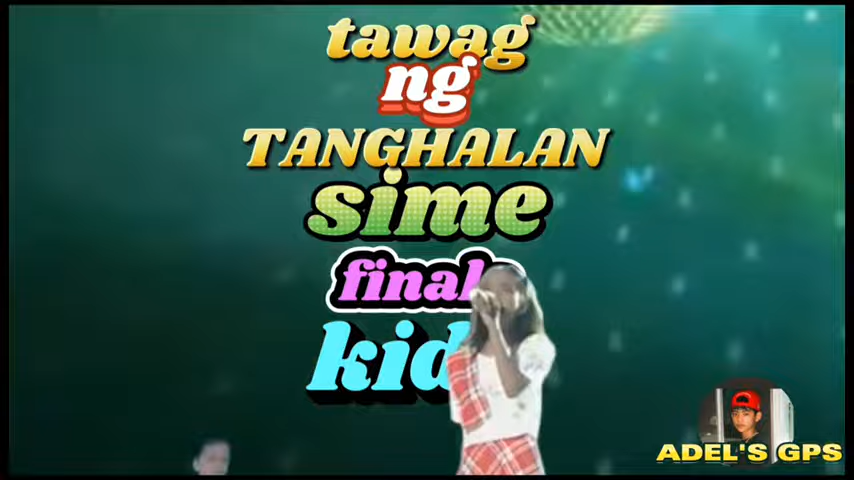 tawag
ng
TANGHALAN
sime
final
kid
ADEL'S GPS